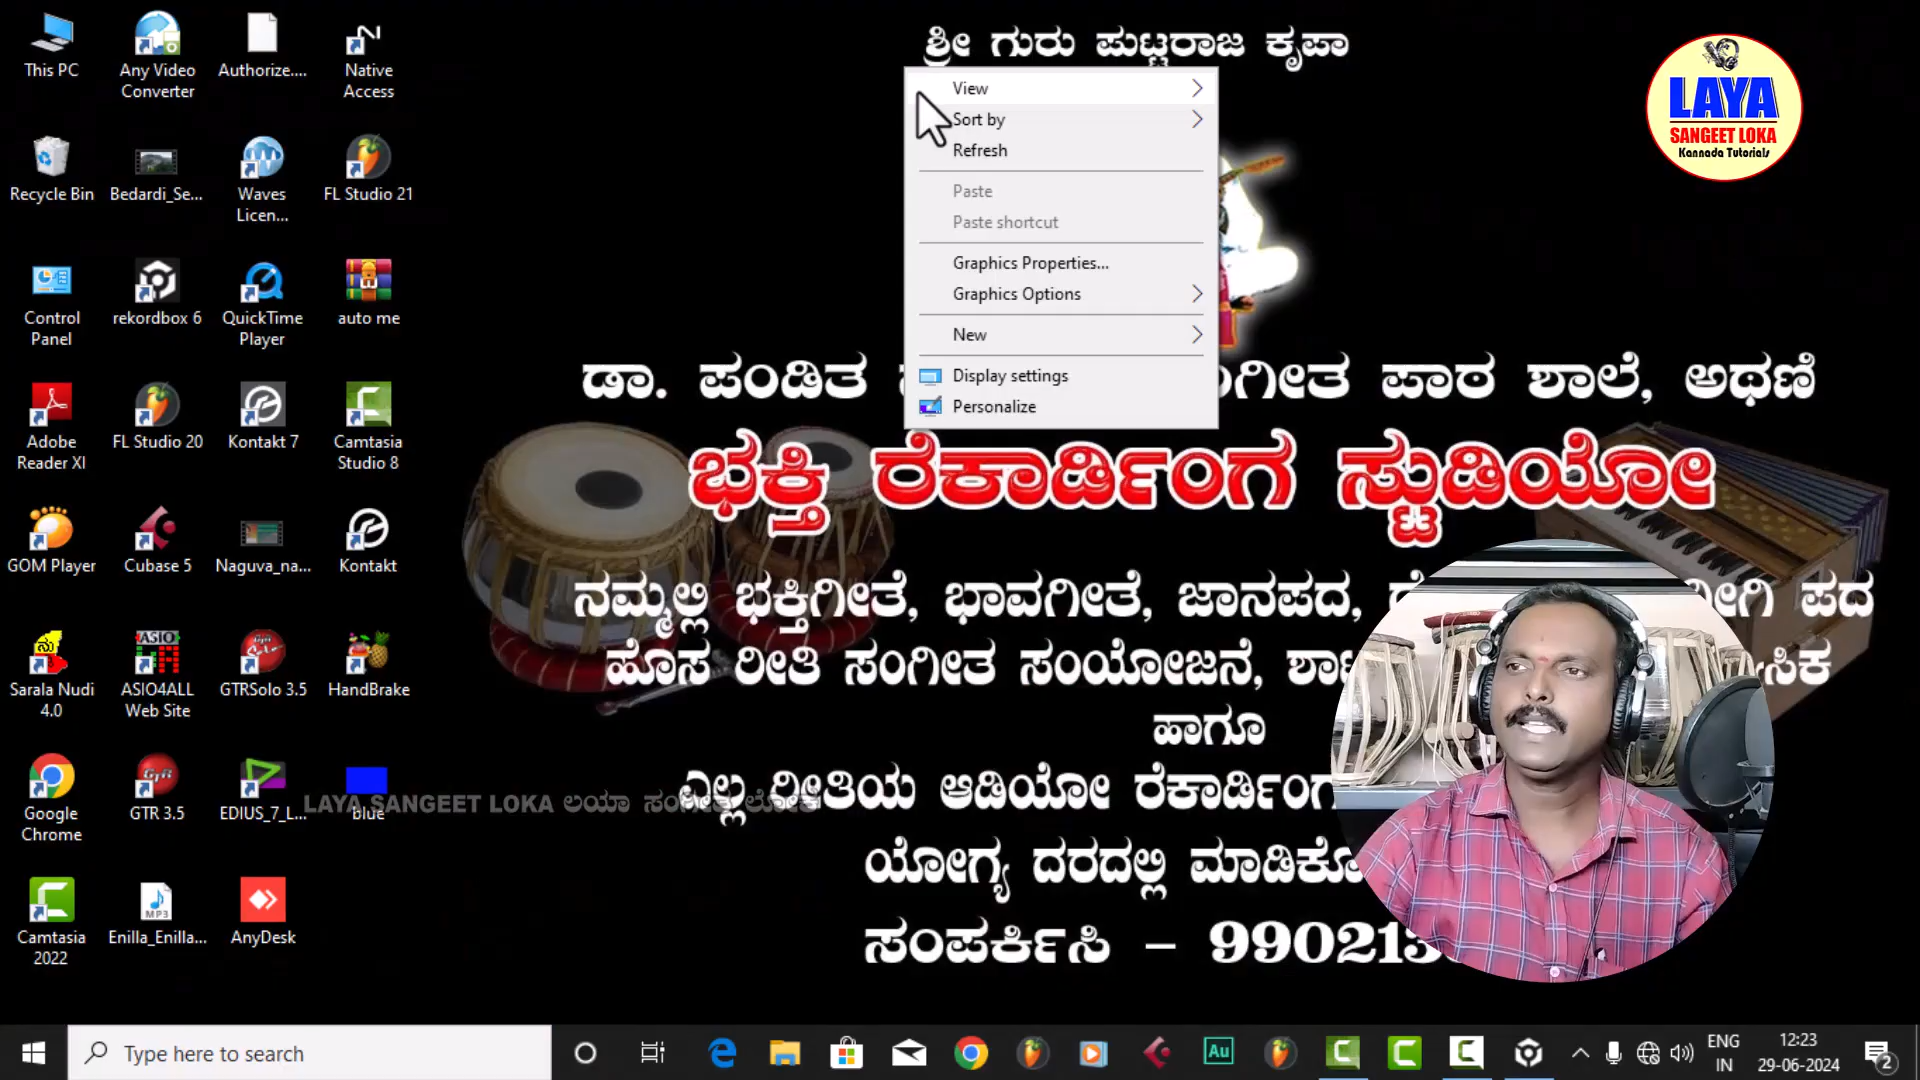 ಶ್ರೀ ಗುರು ಪುಟ್ಟರಾಜ ಕೃಪಾ
LAYA
SANGEET LOKA
Kannada Tutorials
View
Sort by
Refresh
Paste
Paste shortcut
Graphics Properties...
Graphics Options
New
Display settings
Personalize
This PC
Any Video Converter
Authorize....
Native Access
Recycle Bin
Bedardi_Se...
Waves Licen...
FL Studio 21
Control Panel
rekordbox 6
QuickTime Player
auto me
Adobe Reader XI
FL Studio 20
Kontakt 7
Camtasia Studio 8
GOM Player
Cubase 5
Naguva_na...
Kontakt
Sarala Nudi 4.0
ASIO4ALL Web Site
GTRSolo 3.5
HandBrake
Google Chrome
GTR 3.5
EDIUS_7_L...
blue
Camtasia 2022
Enilla_Enilla...
AnyDesk
ಡಾ. ಪಂಡಿತ ಗೀತ ಪಾಠ ಶಾಲೆ, ಅಥಣಿ
ಭಕ್ತಿ ರೆಕಾರ್ಡಿಂಗ ಸ್ಟುಡಿಯೋ
ನಮ್ಮಲ್ಲಿ ಭಕ್ತಿಗೀತೆ, ಭಾವಗೀತೆ, ಜಾನಪದ, ಪದ
ಹೊಸ ರೀತಿ ಸಂಗೀತ ಸಂಯೋಜನೆ,
ಹಾಗೂ
ಎಲ್ಲ ರೀತಿಯ ಆಡಿಯೋ ರೆಕಾರ್ಡಿಂಗ
LAYA SANGEET LOKA ಲಯಾ ಸಂಗೀತ ಲೋಕ
ಯೋಗ್ಯ ದರದಲ್ಲಿ
ಸಂಪರ್ಕಿಸಿ – 990213
Type here to search
Au
ENG
IN
12:23
29-06-2024
2